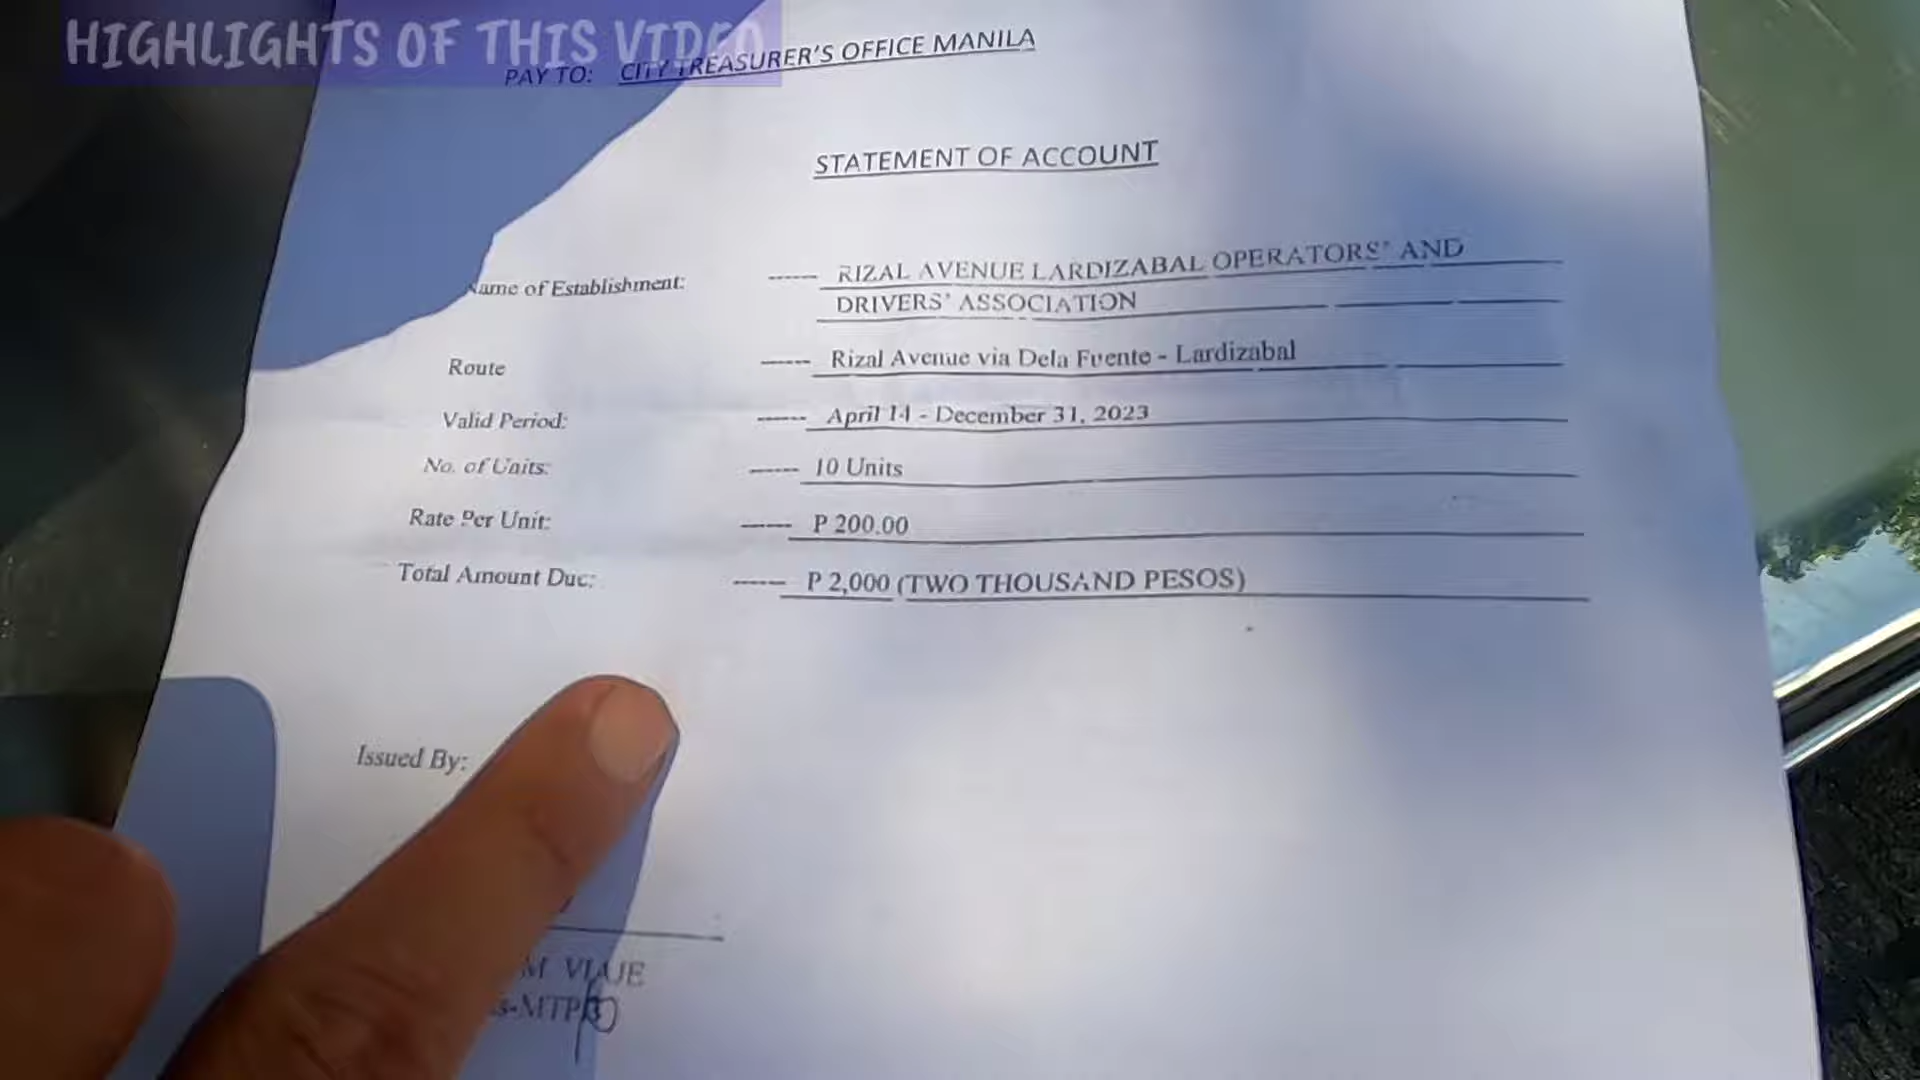 HIGHLIGHTS OF THIS VIDEO
PAY TO: CITY TREASURER'S OFFICE MANILA
STATEMENT OF ACCOUNT
Name of Establishment: ----- RIZAL AVENUE LARDIZABAL OPERATORS' AND
DRIVERS' ASSOCIATION
Route ----- Rizal Avenue via Dela Fuente - Lardizabal
Valid Period: ----- April 14 - December 31, 2023
No. of Units: ----- 10 Units
Rate Per Unit: ----- P 200.00
Total Amount Due: ----- P 2,000 (TWO THOUSAND PESOS)
Issued By:
M. VIAJE